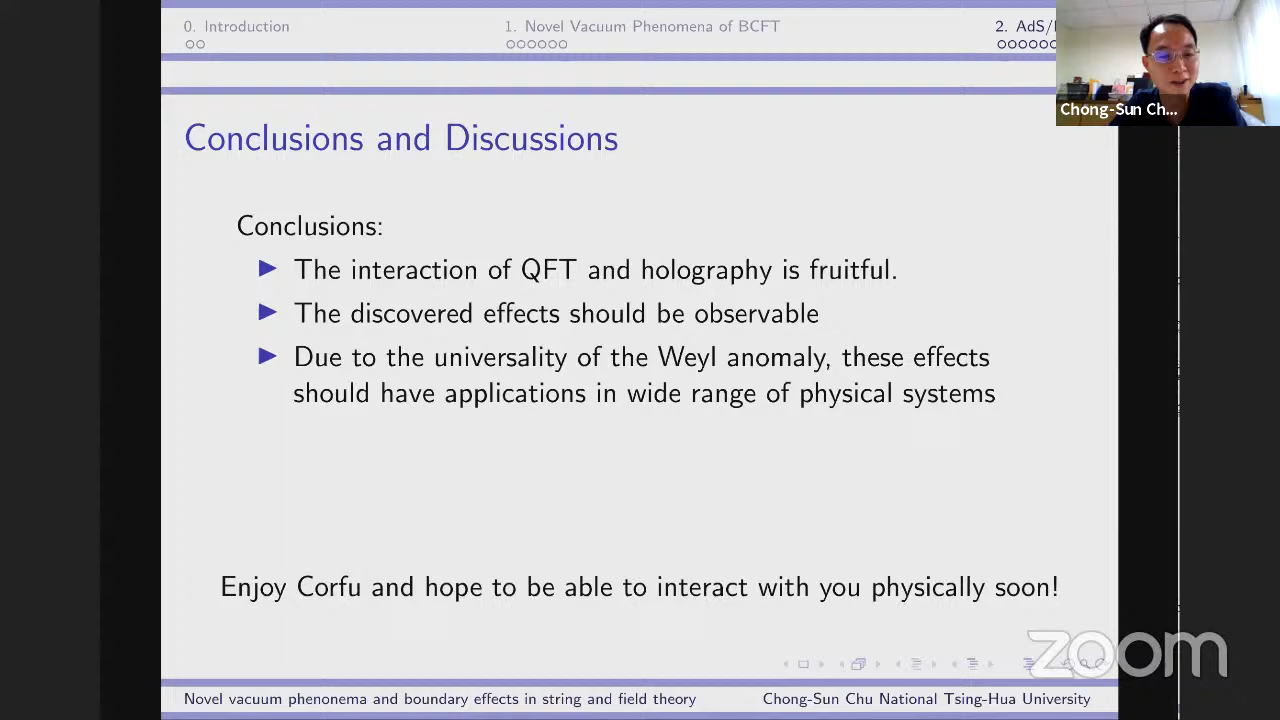 0. Introduction
1. Novel Vacuum Phenomena of BCFT
2. AdS/
Chong-Sun Ch...
Conclusions and Discussions
Conclusions:
The interaction of QFT and holography is fruitful.
The discovered effects should be observable
Due to the universality of the Weyl anomaly, these effects
should have applications in wide range of physical systems
Enjoy Corfu and hope to be able to interact with you physically soon!
zoom
Novel vacuum phenonema and boundary effects in string and field theory
Chong-Sun Chu National Tsing-Hua University